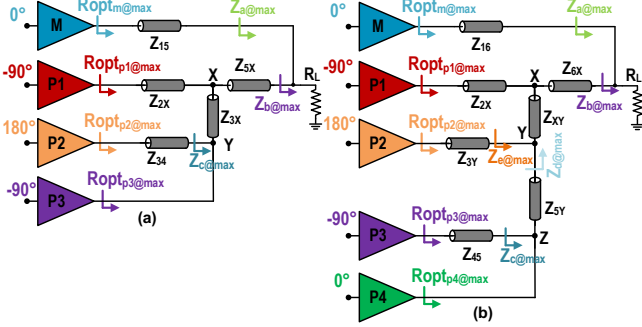 0° M Roptm@max Z15 Za@max
-90° P1 Roptp1@max Z2X X Z5X Zb@max RL
Z3X
180° P2 Roptp2@max Z34 Zc@max Y
-90° P3 Roptp3@max
(a)
0° M Roptm@max Z16 Za@max
-90° P1 Roptp1@max Z2X X Z6X Zb@max RL
ZXY
180° P2 Roptp2@max Z3Y Ze@max Y Zd@max
Z5Y
-90° P3 Roptp3@max Z45 Zc@max Z
0° P4 Roptp4@max
(b)